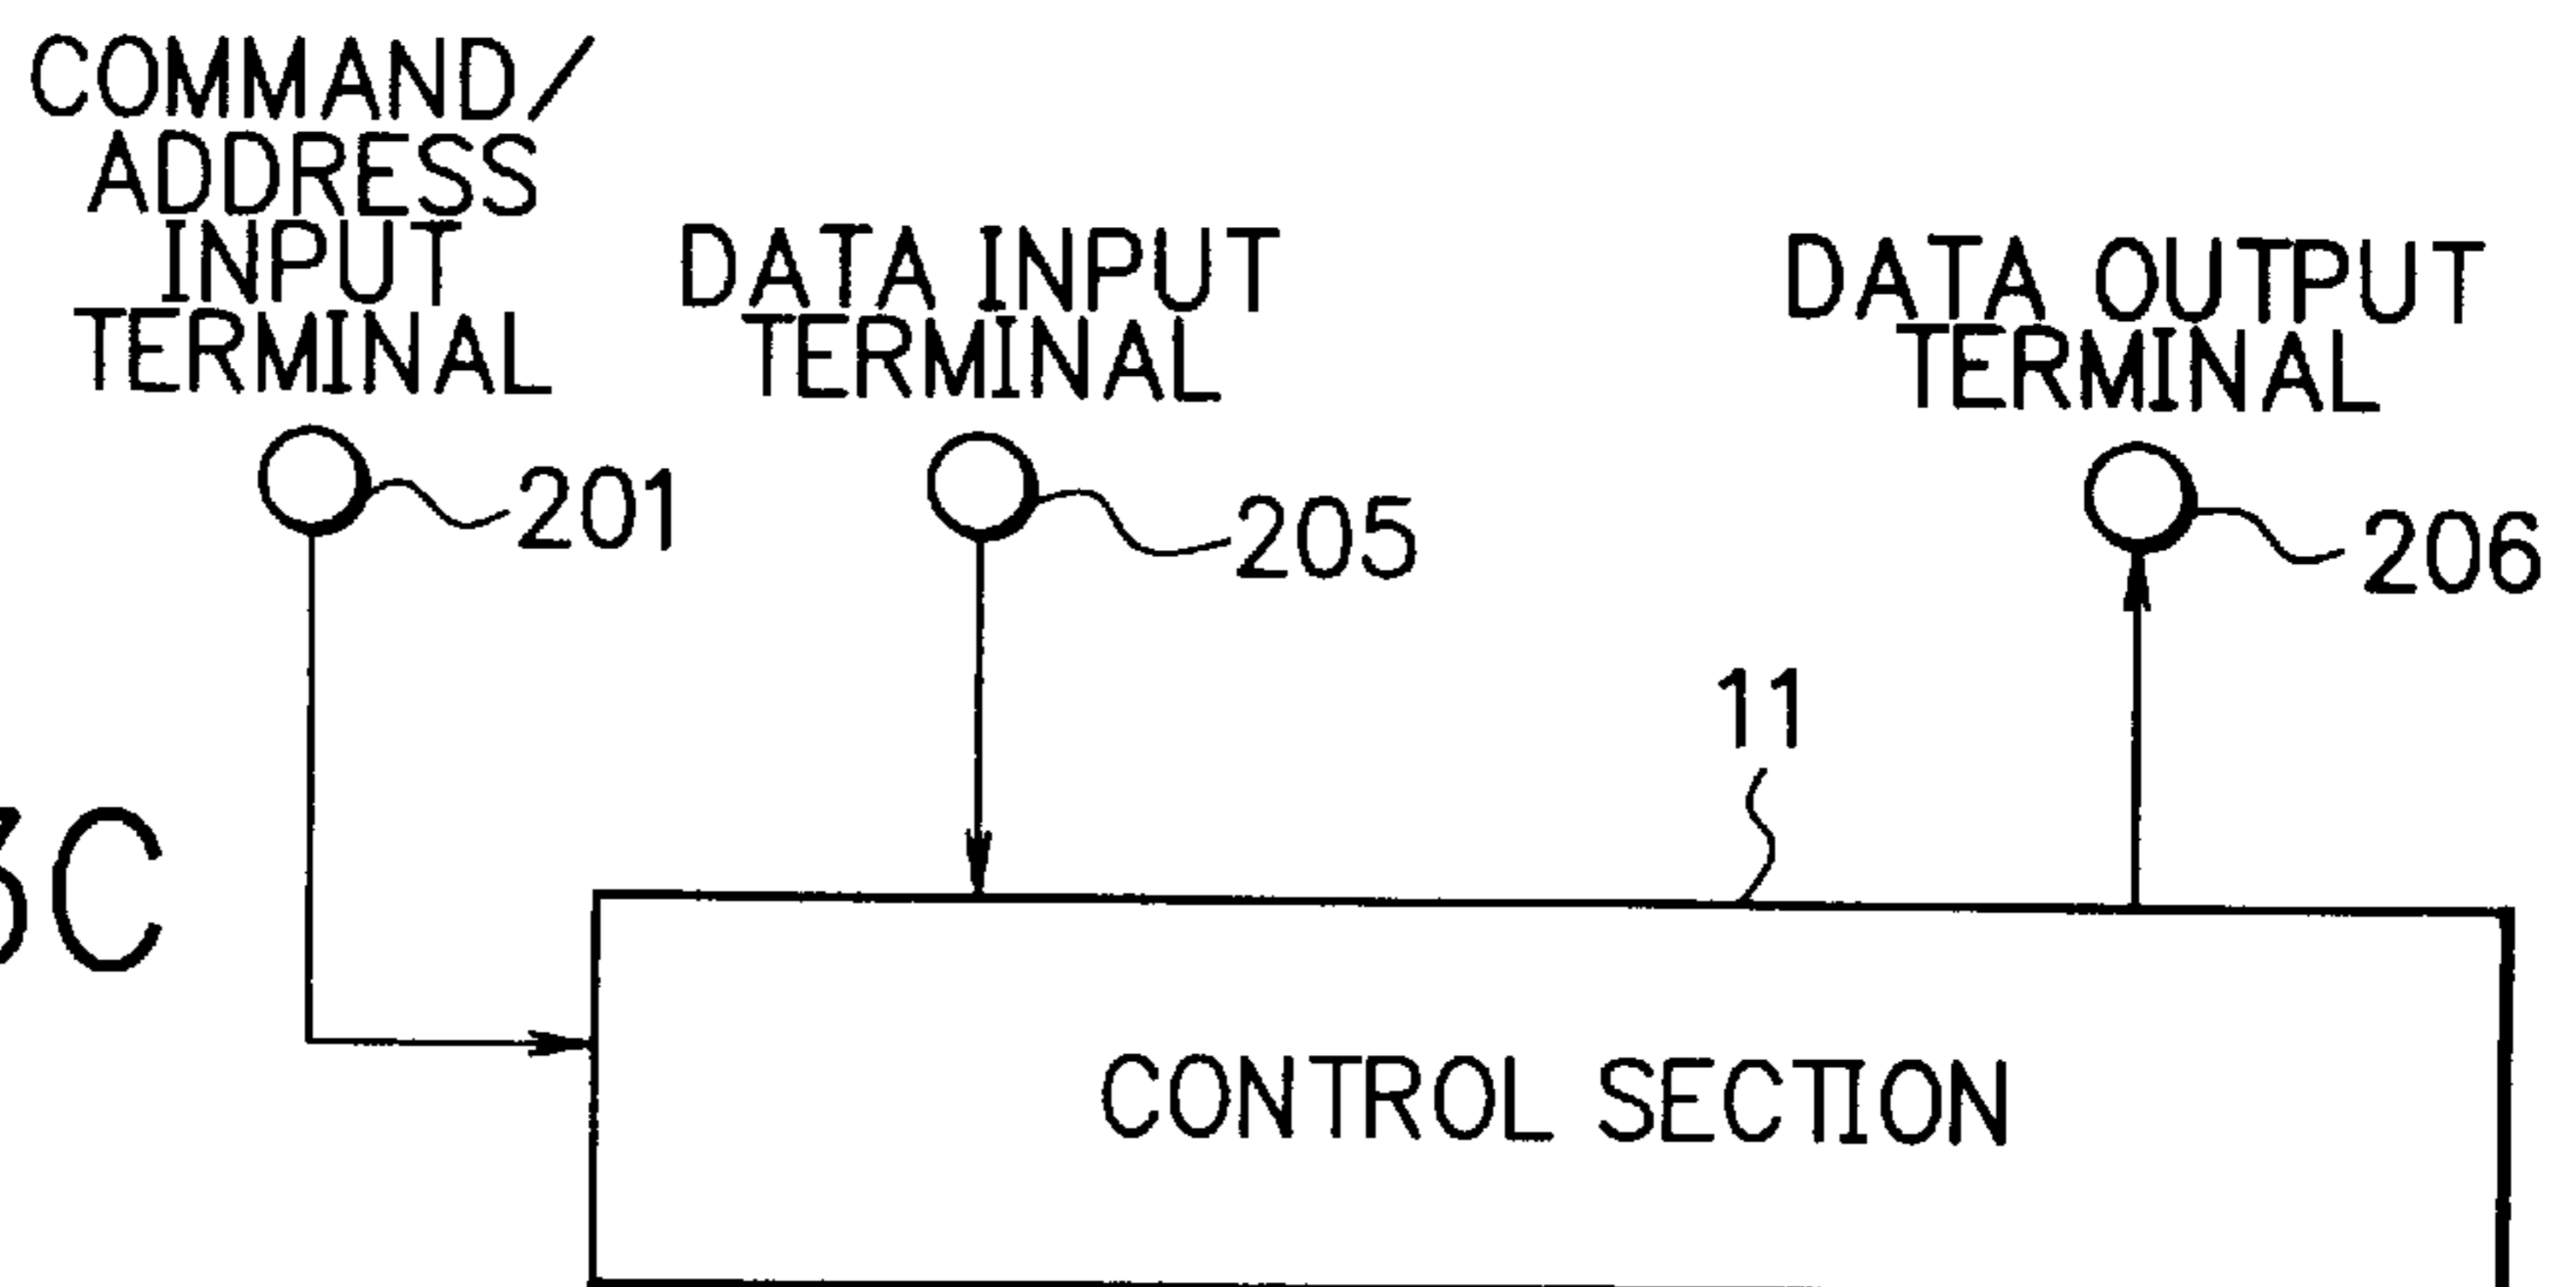 COMMAND/
ADDRESS
INPUT
TERMINAL
DATA INPUT
TERMINAL
DATA OUTPUT
TERMINAL
201
205
206
11
3C
CONTROL SECTION